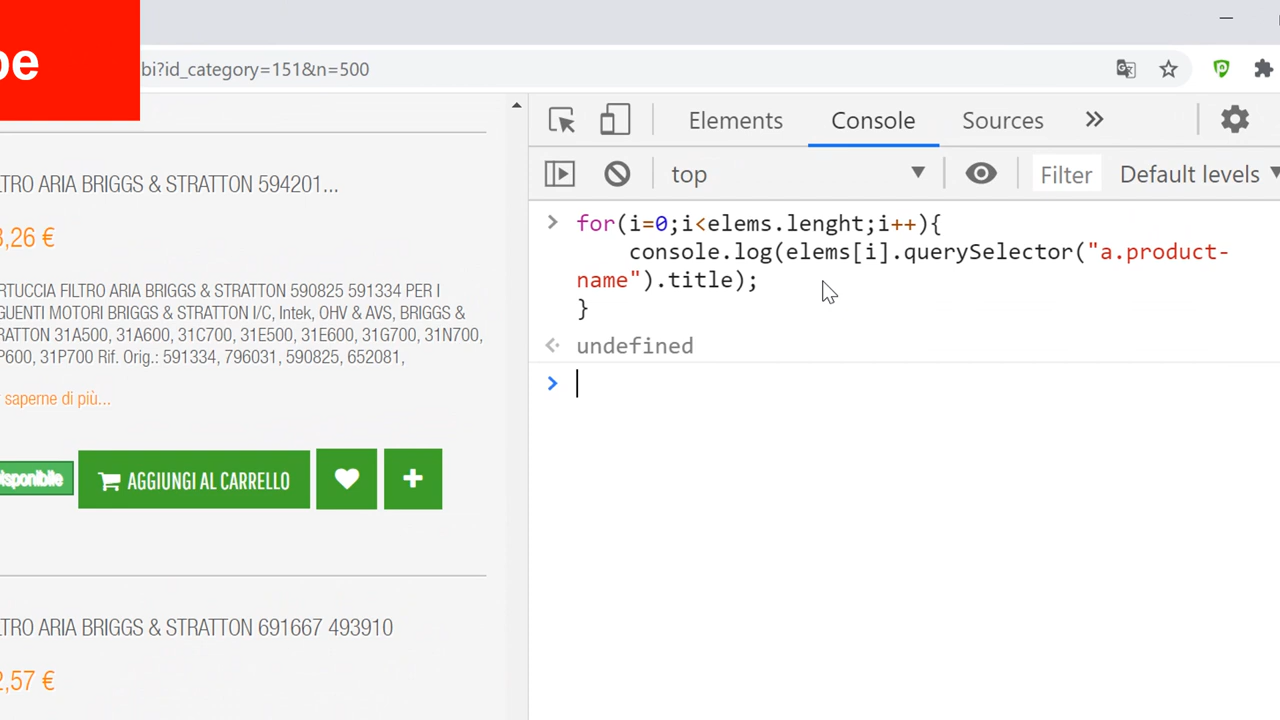 be
bi?id_category=151&n=500
Elements Console Sources
top Filter Default levels
TRO ARIA BRIGGS & STRATTON 594201...
,26 €
RTUCCIA FILTRO ARIA BRIGGS & STRATTON 590825 591334 PER I
GUENTI MOTORI BRIGGS & STRATTON I/C, Intek, OHV & AVS, BRIGGS &
RATTON 31A500, 31A600, 31C700, 31E500, 31E600, 31G700, 31N700,
P600, 31P700 Rif. Orig.: 591334, 796031, 590825, 652081,
saperne di più...
disponibile
AGGIUNGI AL CARRELLO
TRO ARIA BRIGGS & STRATTON 691667 493910
2,57 €
for(i=0;i<elems.lenght;i++){
console.log(elems[i].querySelector("a.product-
name").title);
}
undefined